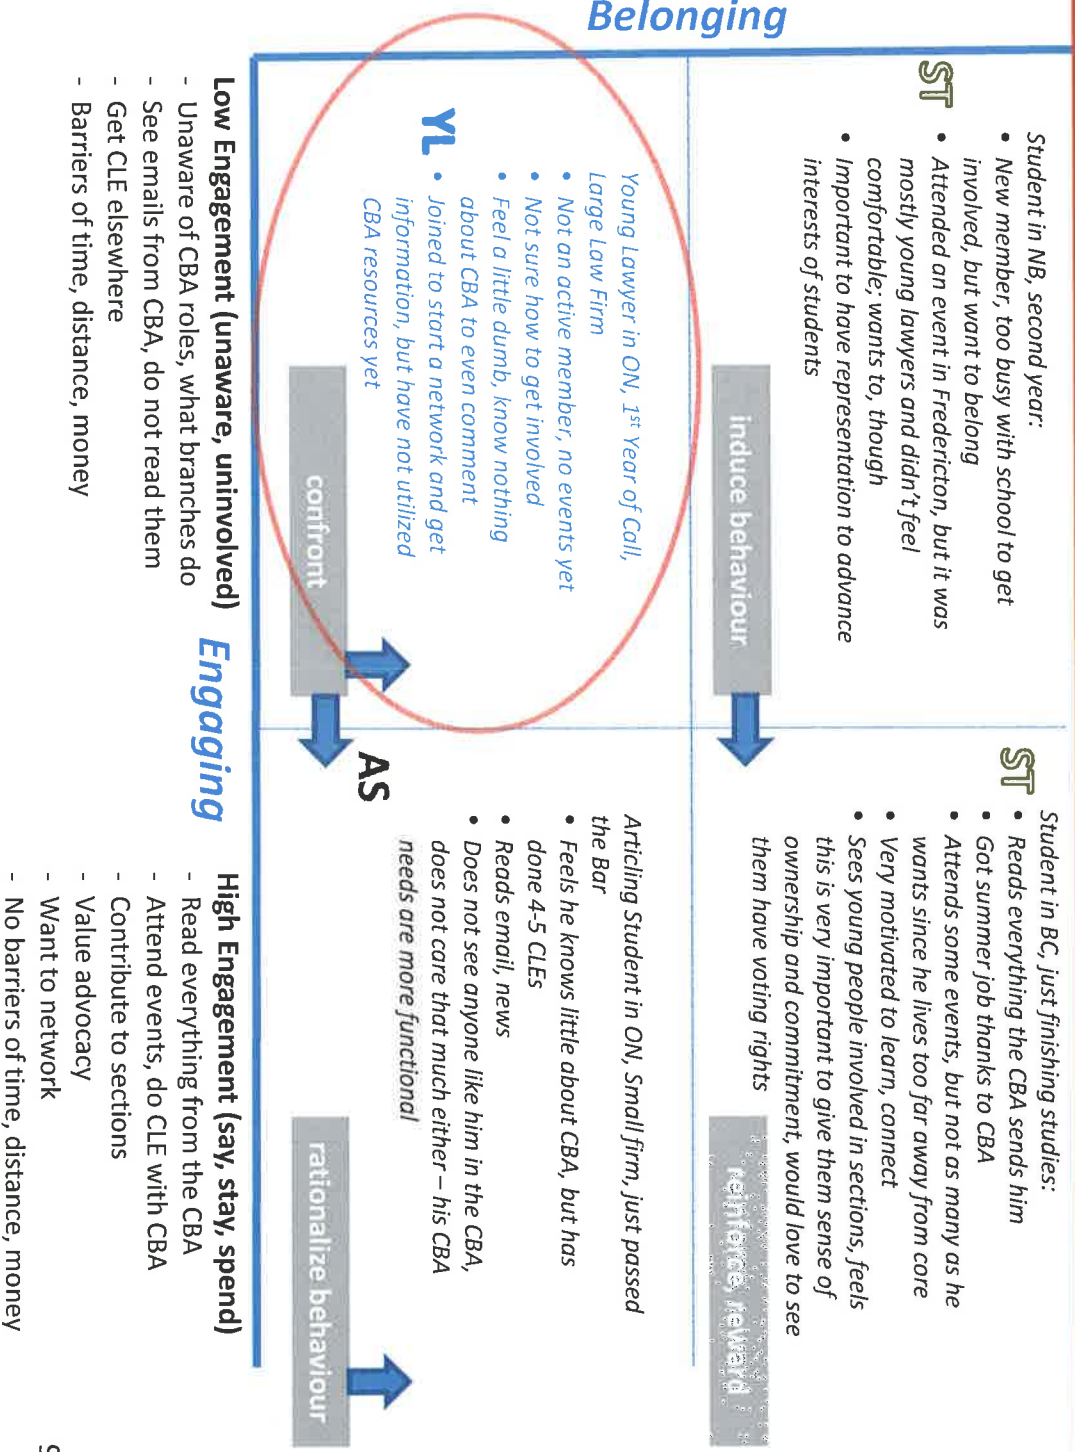 Belonging
ST
Student in NB, second year:
• New member, too busy with school to get
involved, but want to belong
• Attended an event in Fredericton, but it was
mostly young lawyers and didn't feel
comfortable; wants to, though
• Important to have representation to advance
interests of students
induce behaviour
ST
Student in BC, just finishing studies:
• Reads everything the CBA sends him
• Got summer job thanks to CBA
• Attends some events, but not as many as he
wants since he lives too far away from core
• Very motivated to learn, connect
• Sees young people involved in sections, feels
this is very important to give them sense of
ownership and commitment, would love to see
them have voting rights
reinforce, reward
Young Lawyer in ON, 1st Year of Call,
Large Law Firm
• Not an active member, no events yet
• Not sure how to get involved
• Feel a little dumb, know nothing
about CBA to even comment
YL
• Joined to start a network and get
information, but have not utilized
CBA resources yet
confront
Articling Student in ON, Small firm, just passed
the Bar
• Feels he knows little about CBA, but has
done 4-5 CLEs
• Reads email, news
• Does not see anyone like him in the CBA,
does not care that much either – his CBA
needs are more functional
AS
rationalize behaviour
Low Engagement (unaware, uninvolved)
- Unaware of CBA roles, what branches do
- See emails from CBA, do not read them
- Get CLE elsewhere
- Barriers of time, distance, money
Engaging
High Engagement (say, stay, spend)
- Read everything from the CBA
- Attend events, do CLE with CBA
- Contribute to sections
- Value advocacy
- Want to network
- No barriers of time, distance, money